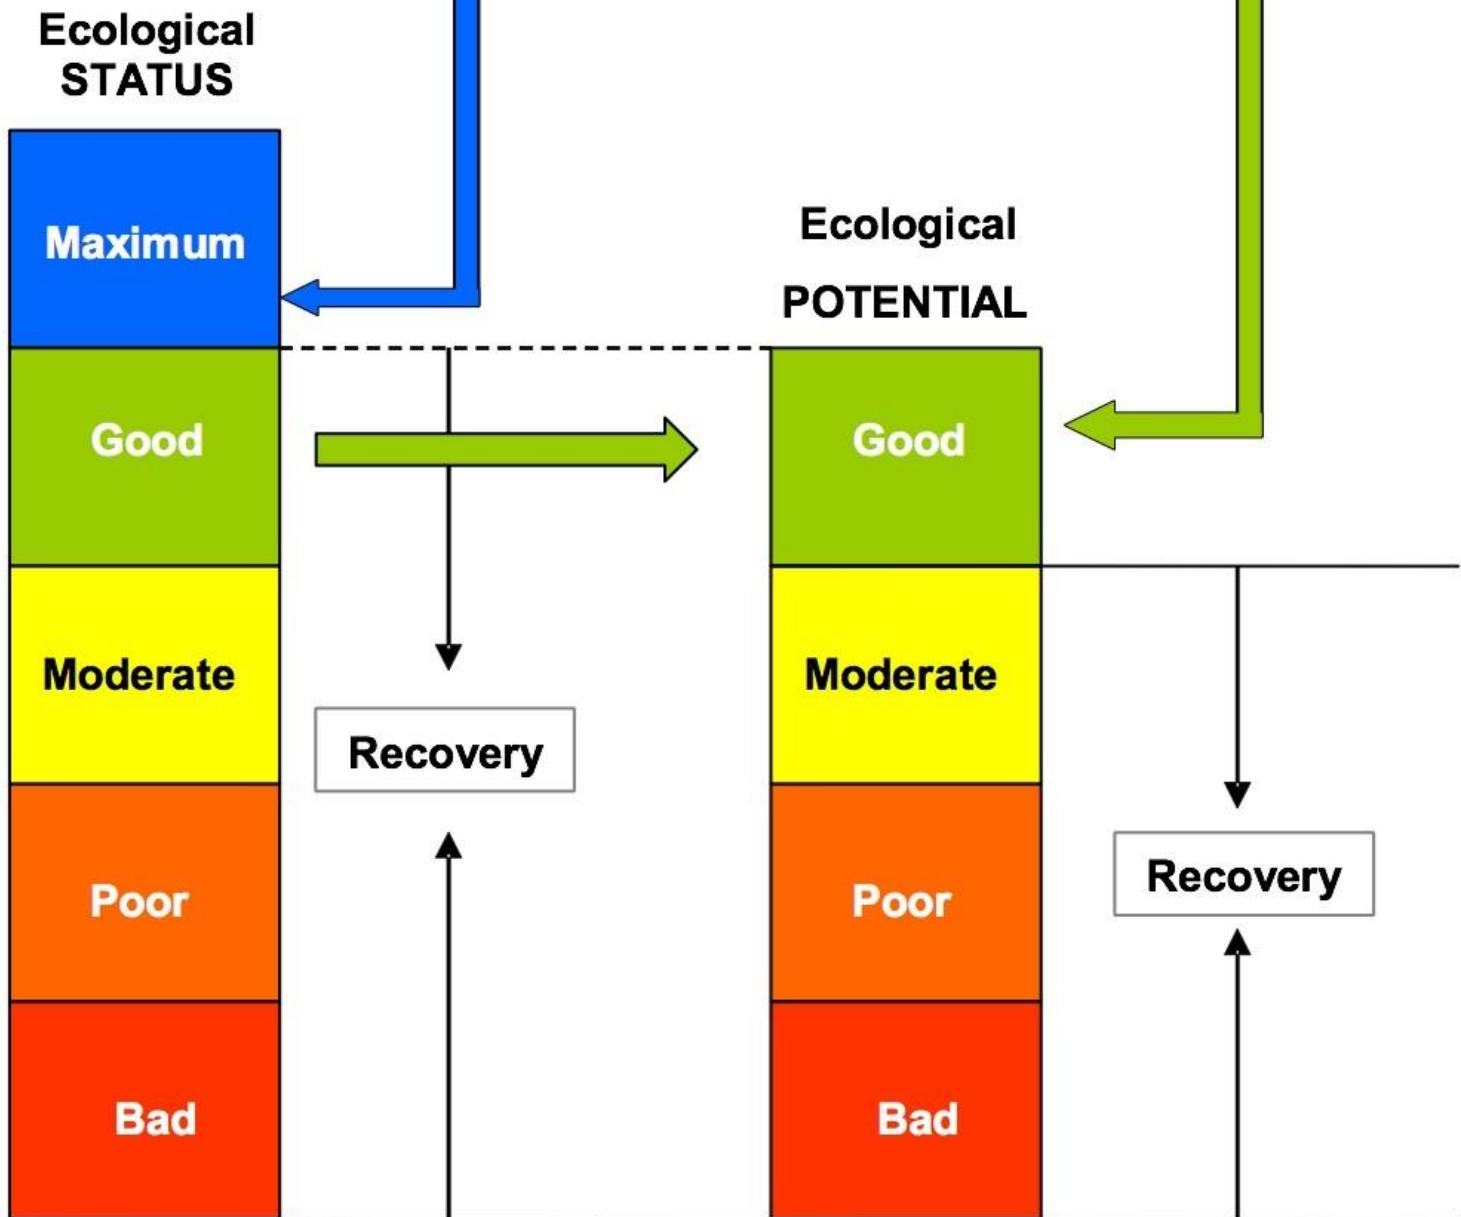 Ecological
STATUS
Maximum
Good
Moderate
Recovery
Poor
Bad
Ecological
POTENTIAL
Good
Moderate
Poor
Recovery
Bad